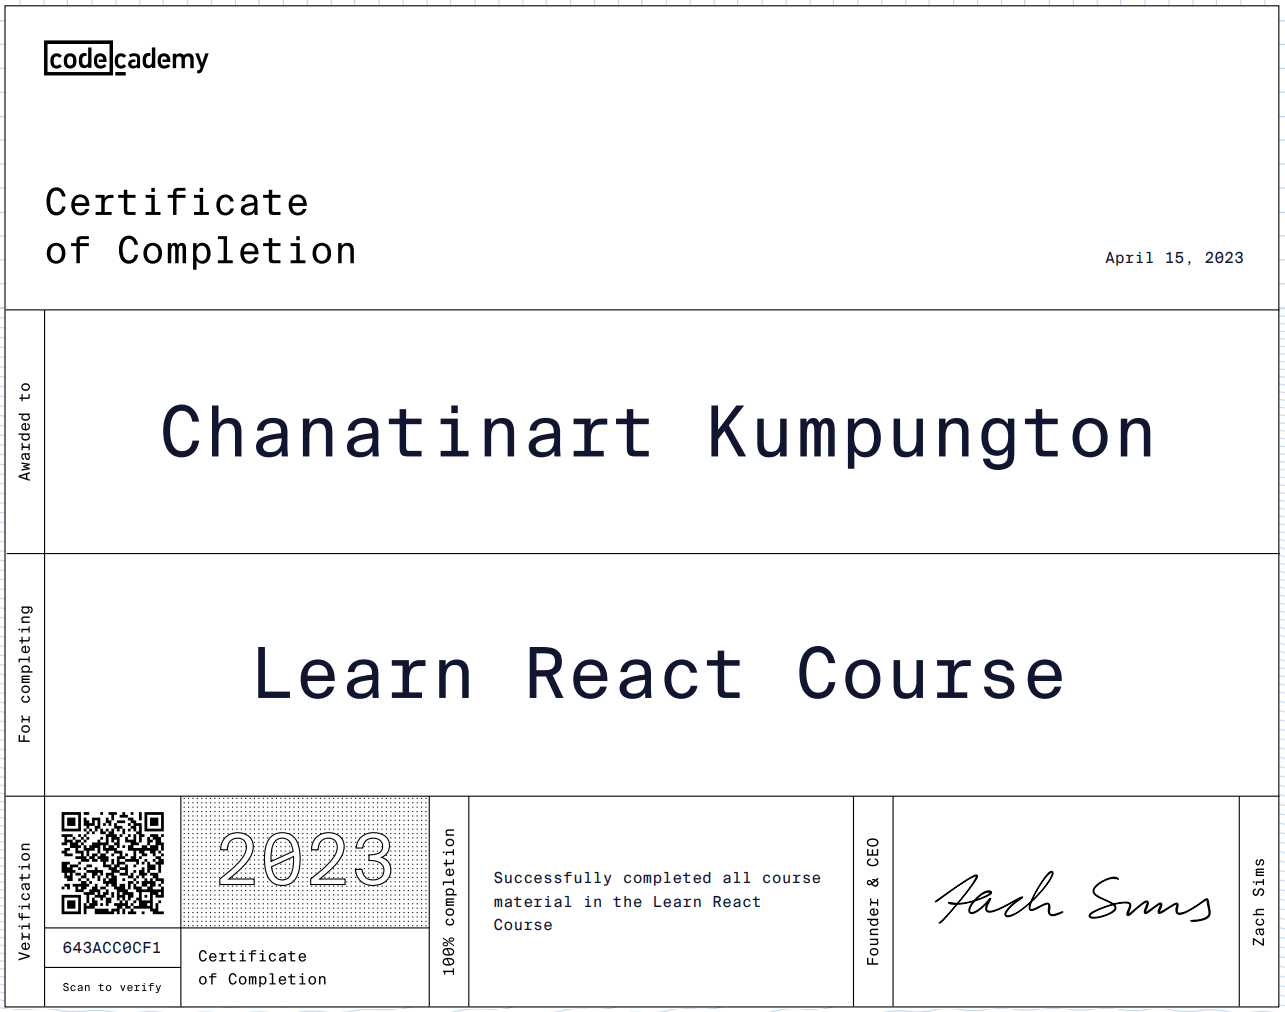 codecademy
Certificate
of Completion
April 15, 2023
Awarded to
Chanatinart Kumpungton
For completing
Learn React Course
Verification
643ACC0CF1
Scan to verify
2023
Certificate
of Completion
100% completion
Successfully completed all course
material in the Learn React
Course
Founder & CEO
Zach Sims
Zach Sims